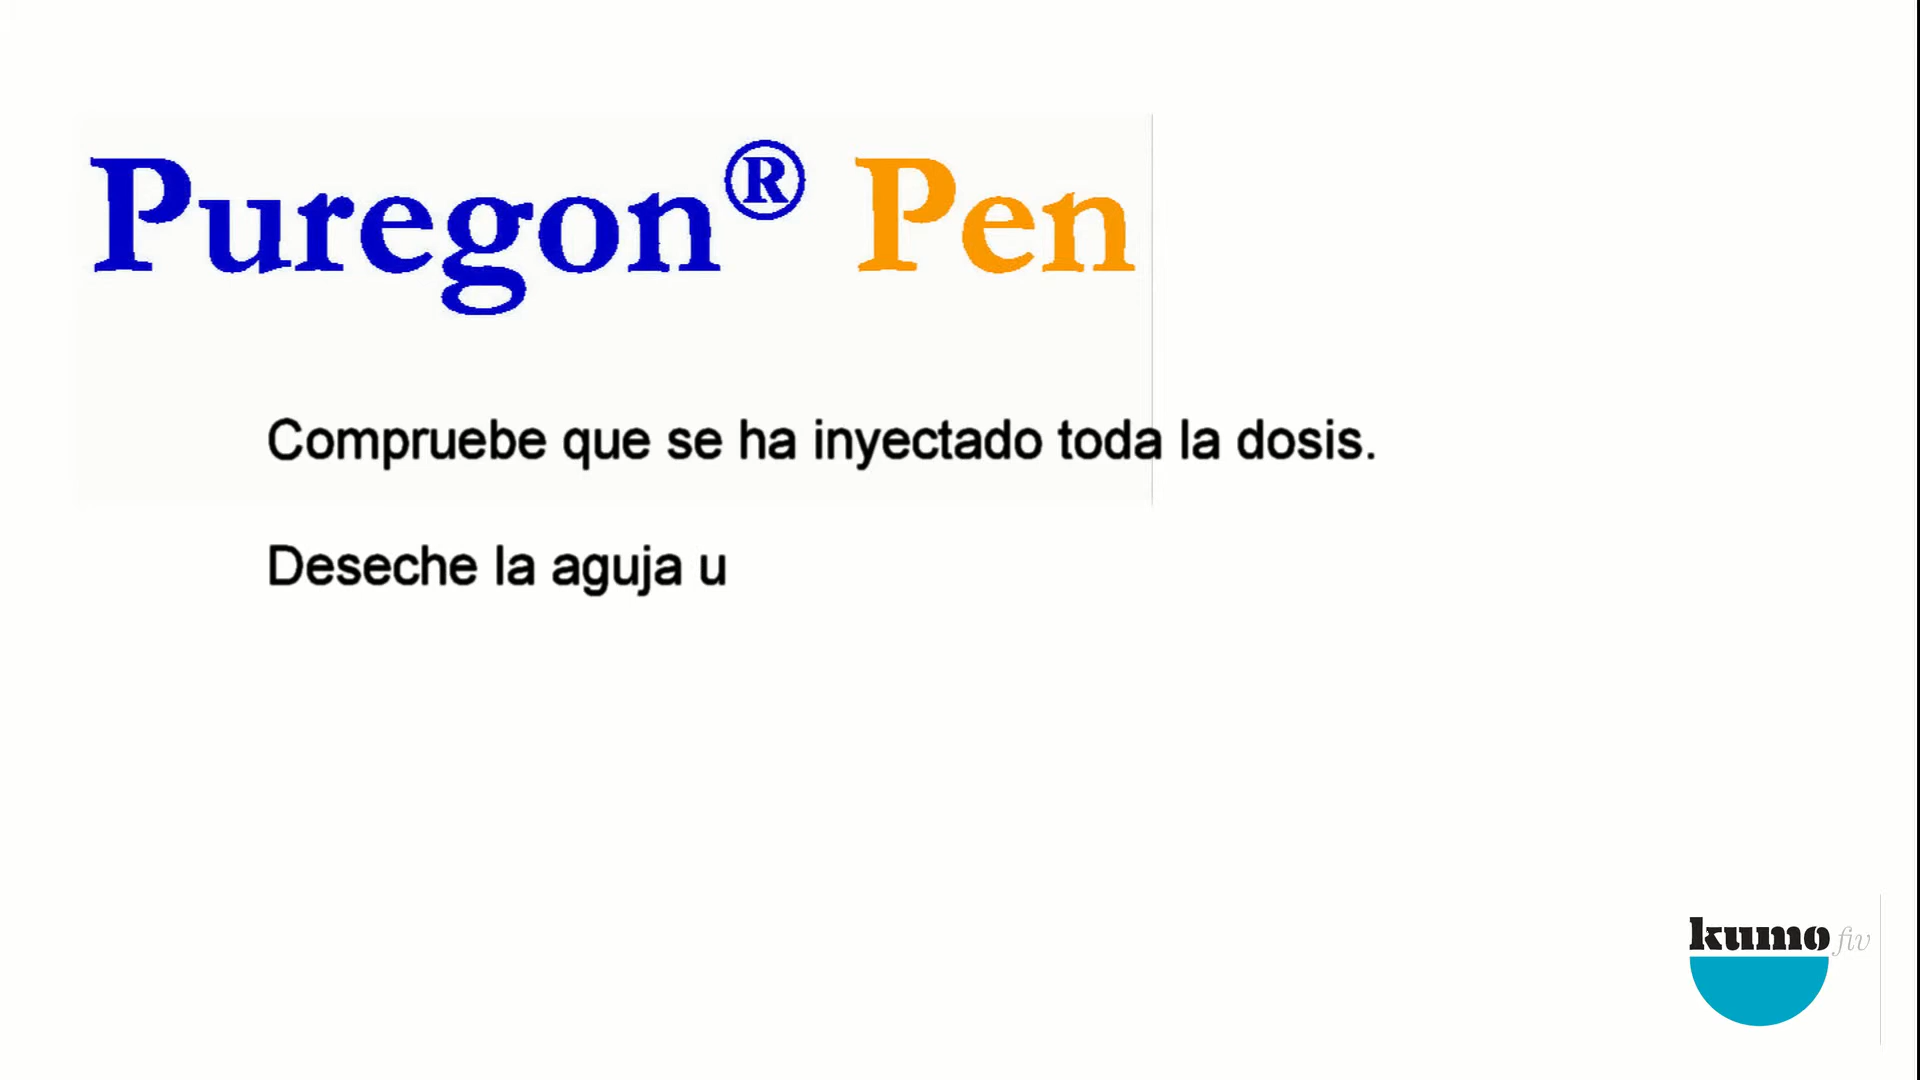 Puregon® Pen
Compruebe que se ha inyectado toda la dosis.
Deseche la aguja u
kumo fiv